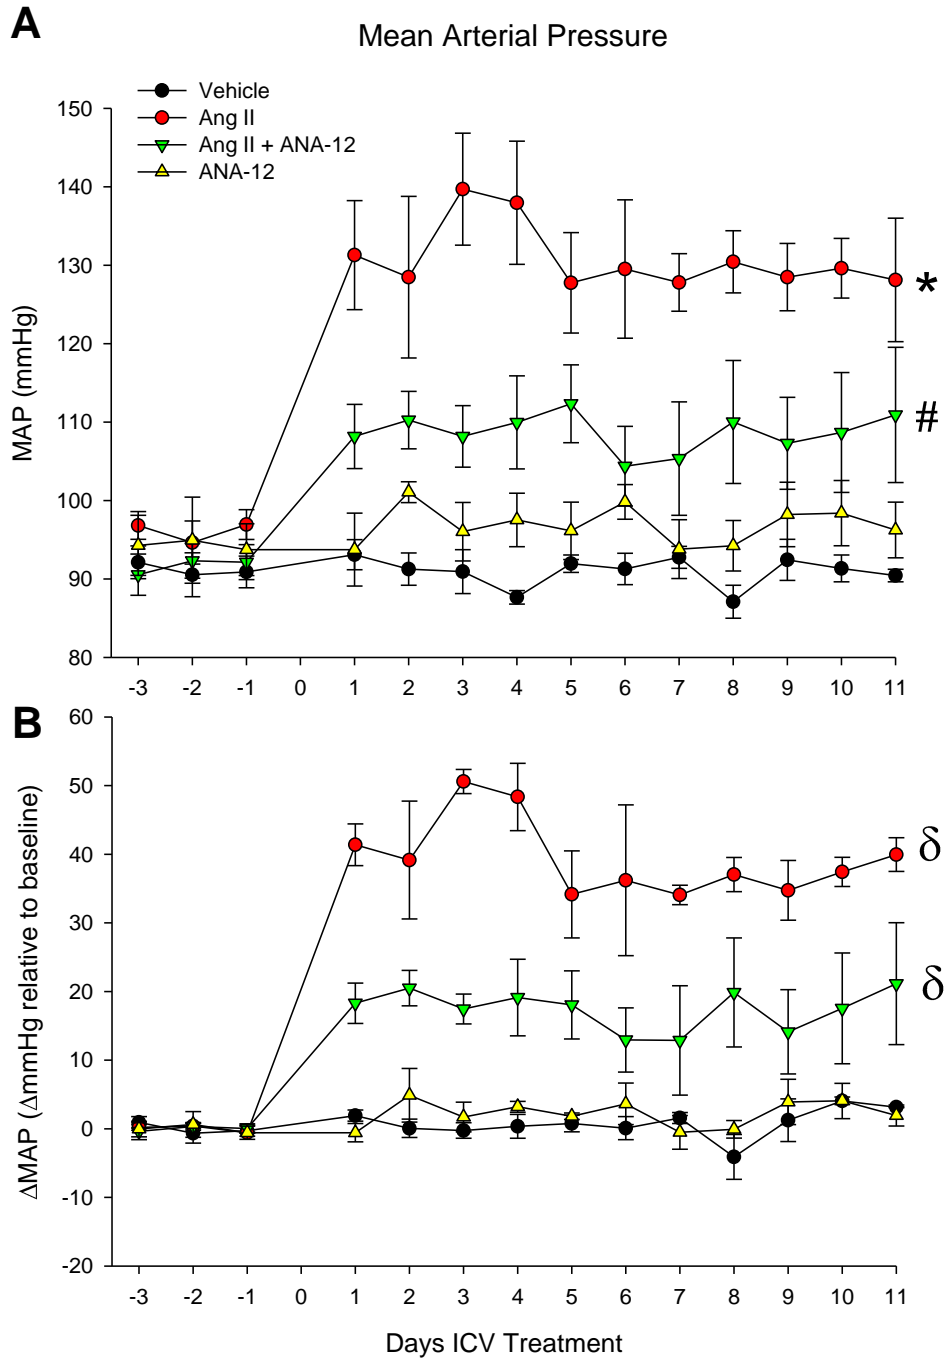 A
Mean Arterial Pressure
Vehicle
Ang II
Ang II + ANA-12
ANA-12
MAP (mmHg)
150
140
130
120
110
100
90
80
*
#
-3 -2 -1 0 1 2 3 4 5 6 7 8 9 10 11
B
ΔMAP (ΔmmHg relative to baseline)
60
50
40
30
20
10
0
-10
-20
δ
δ
-3 -2 -1 0 1 2 3 4 5 6 7 8 9 10 11
Days ICV Treatment